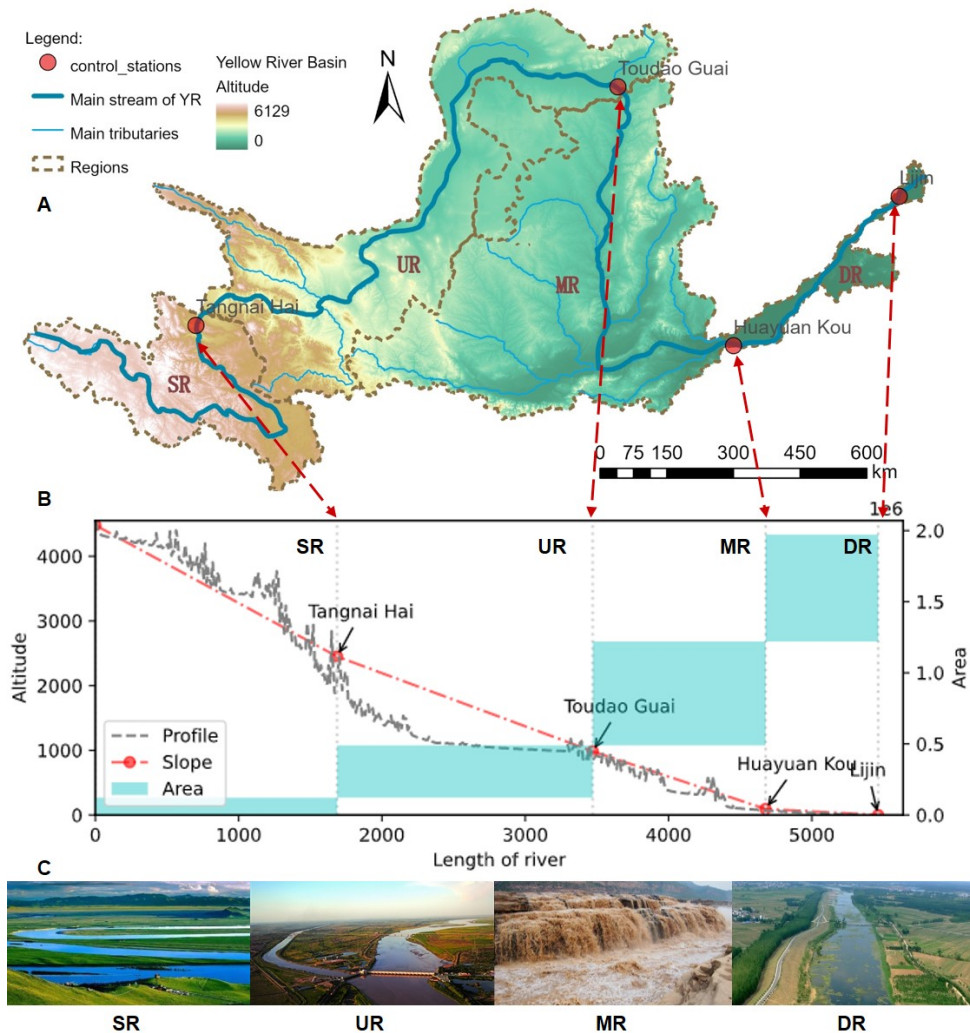 Legend:
control_stations
Main stream of YR
Main tributaries
Regions
Yellow River Basin
Altitude
6129
0
N
A
Toudao Guai
Lijin
UR
MR
DR
Tangnai Hai
Huayuan Kou
SR
0 75 150 300 450 600
km
B
1e6
SR
UR
MR
DR
4000
3000
2000
1000
0
Altitude
Tangnai Hai
Toudao Guai
Huayuan Kou
Lijin
Profile
Slope
Area
2.0
1.5
1.0
0.5
0.0
Area
0 1000 2000 3000 4000 5000
Length of river
C
SR UR MR DR